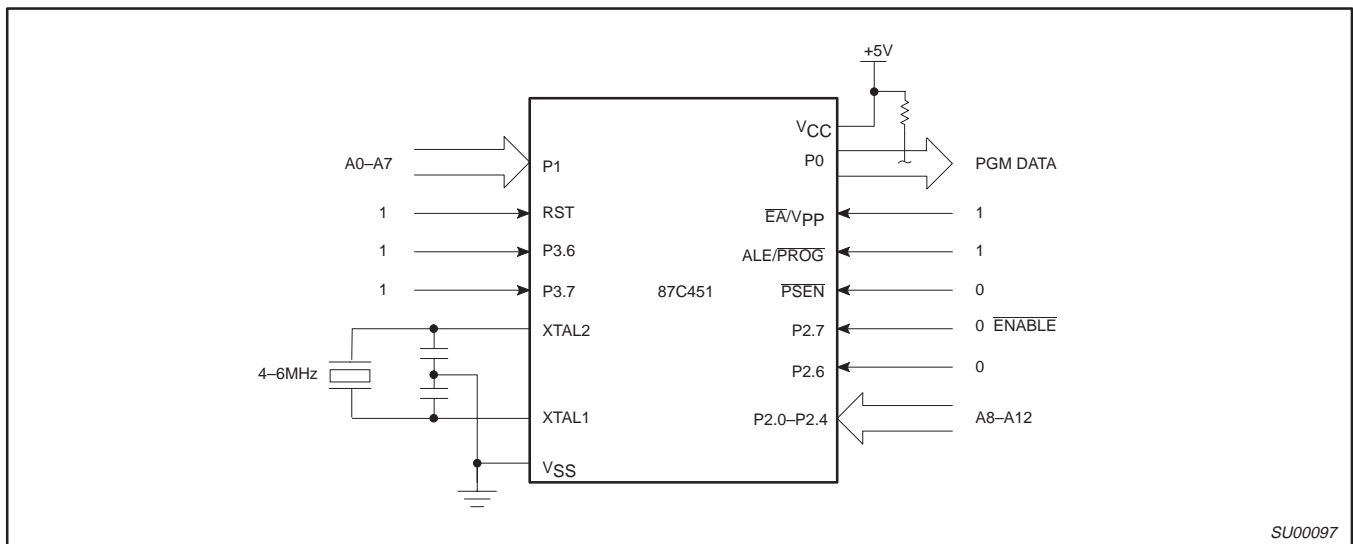 +5V
VCC
A0–A7
P1
P0
PGM DATA
1
RST
EA/VPP
1
1
P3.6
ALE/PROG
1
1
P3.7
87C451
PSEN
0
XTAL2
P2.7
0 ENABLE
4–6MHz
P2.6
0
XTAL1
P2.0–P2.4
A8–A12
VSS
SU00097